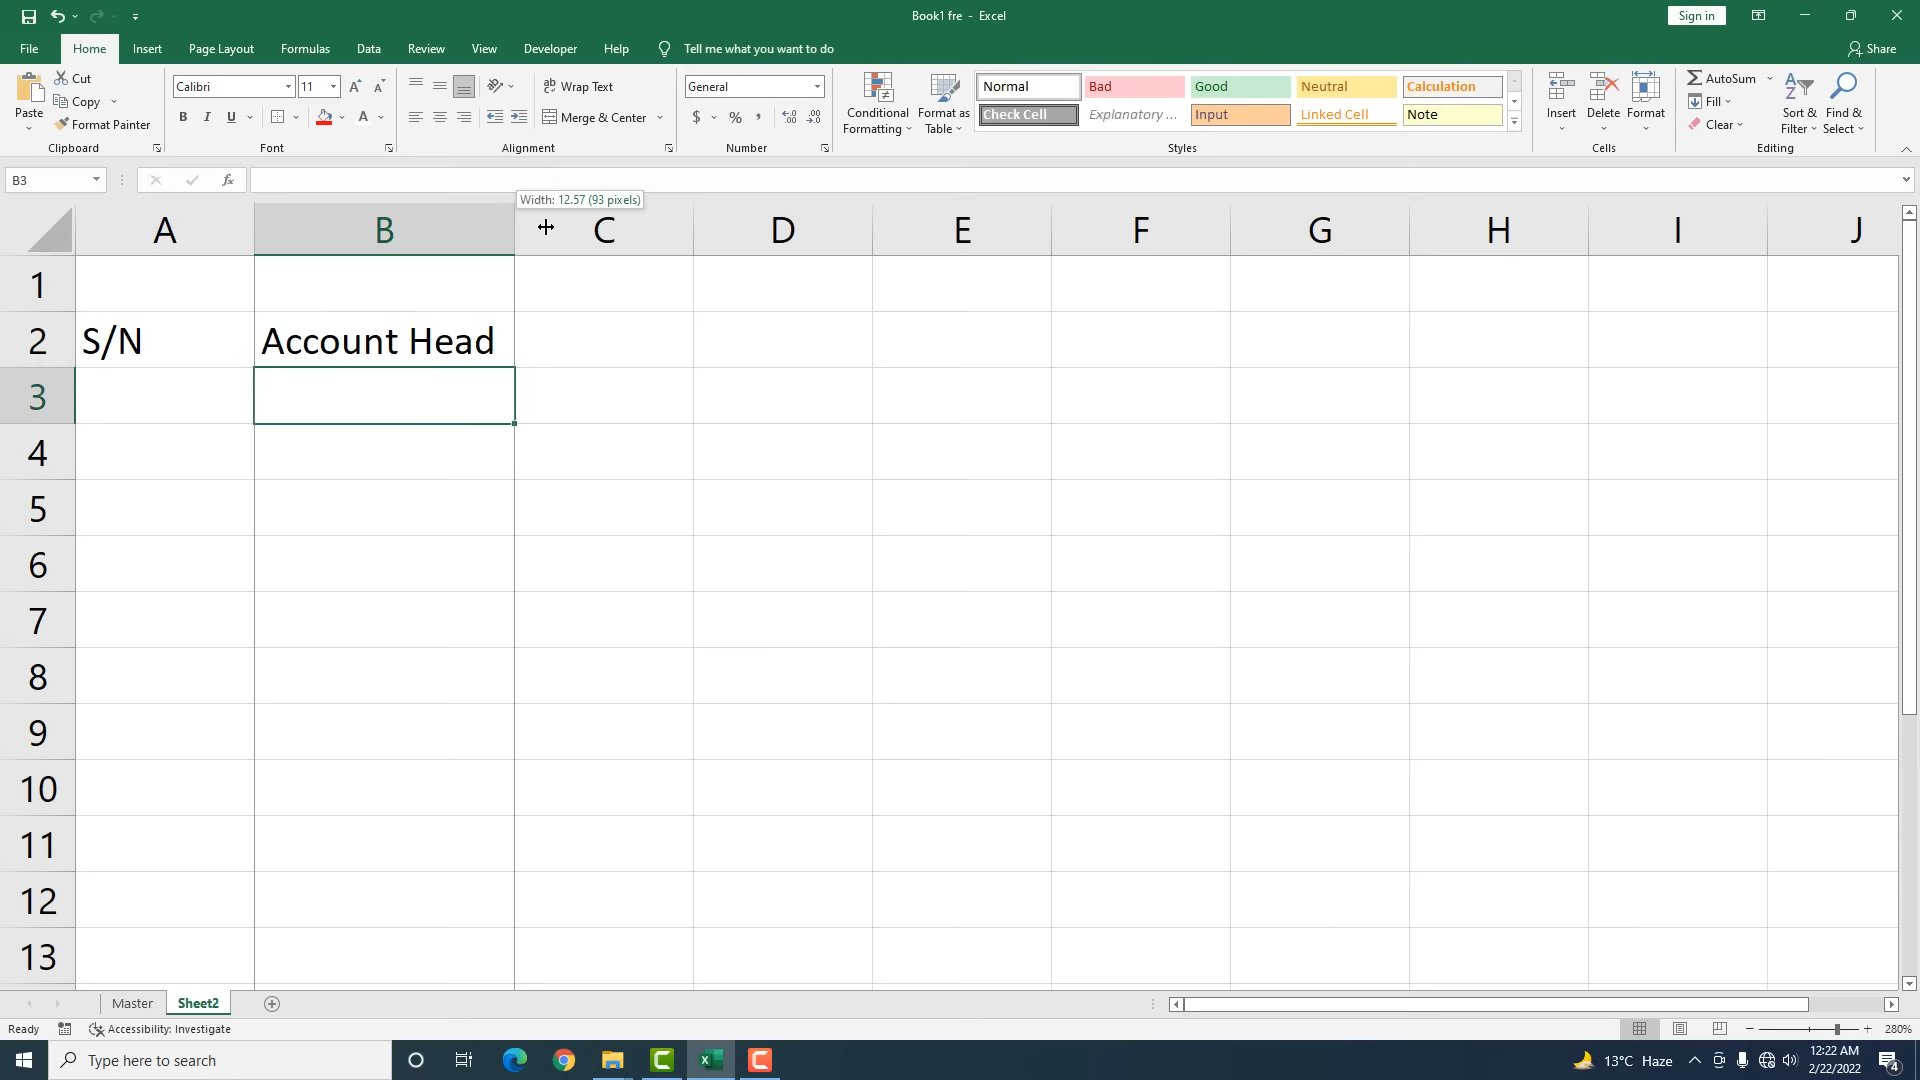 Book1 fre - Excel
Sign in
File Home Insert Page Layout Formulas Data Review View Developer Help Tell me what you want to do Share
Paste
Cut
Copy
Format Painter
Clipboard
Calibri 11
B I U A
Font
Wrap Text
Merge & Center
Alignment
General
$ % ,
Number
Conditional Formatting
Format as Table
Normal Bad Good Neutral Calculation
Check Cell Explanatory ... Input Linked Cell Note
Styles
Insert Delete Format
Cells
AutoSum
Fill
Clear
Sort & Filter
Find & Select
Editing
B3 fx
Width: 12.57 (93 pixels)
A B C D E F G H I J
1
2 S/N Account Head
3
4
5
6
7
8
9
10
11
12
13
Master Sheet2
Ready Accessibility: Investigate 280%
Type here to search
13°C Haze
12:22 AM
2/22/2022
4